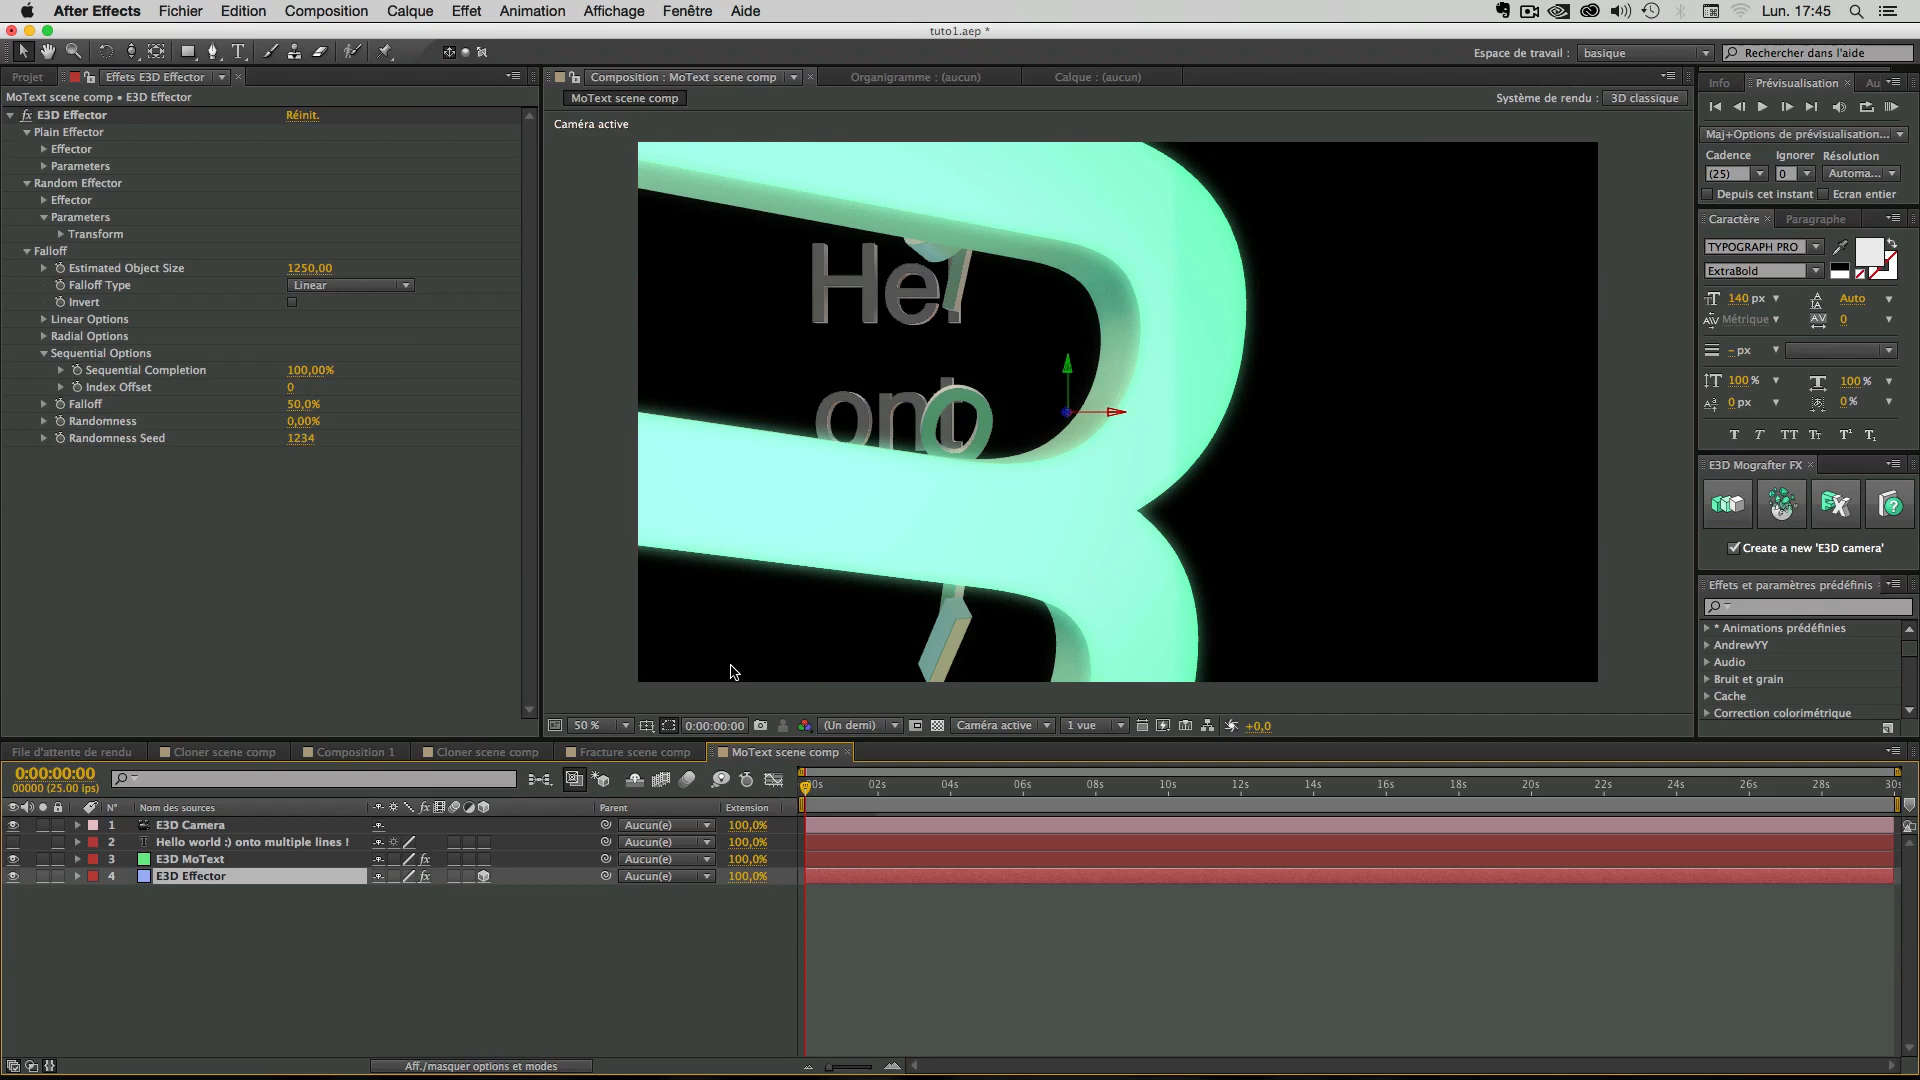 After Effects Fichier Edition Composition Calque Effet Animation Affichage Fenêtre Aide Lun. 17:45
tuto1.aep *
Espace de travail : basique Rechercher dans l'aide
Projet Effets E3D Effector
Composition : MoText scene comp Organigramme : (aucun) Calque : (aucun)
MoText scene comp • E3D Effector
MoText scene comp Système de rendu : 3D classique
Caméra active
fx E3D Effector Réinit.
Plain Effector
Effector
Parameters
Random Effector
Effector
Parameters
Transform
Falloff
Estimated Object Size 1250,00
Falloff Type Linear
Invert
Linear Options
Radial Options
Sequential Options
Sequential Completion 100,00%
Index Offset 0
Falloff 50,0%
Randomness 0,00%
Randomness Seed 1234
Hel
onto
50 % 0:00:00:00 (Un demi) Caméra active 1 vue +0,0
Info Prévisualisation Au
Maj+Options de prévisualisation...
Cadence Ignorer Résolution
(25) 0 Automa...
Depuis cet instant Ecran entier
Caractère Paragraphe
TYPOGRAPH PRO
ExtraBold
140 px Auto
Métrique 0
– px
100 % 100 %
0 px 0 %
T T TT Tt T¹ T₁
E3D Mografter FX
Create a new 'E3D camera'
Effets et paramètres prédéfinis
* Animations prédéfinies
AndrewYY
Audio
Bruit et grain
Cache
Correction colorimétrique
File d'attente de rendu Cloner scene comp Composition 1 Cloner scene comp Fracture scene comp MoText scene comp
0:00:00:00
00000 (25.00 ips)
00s 02s 04s 06s 08s 10s 12s 14s 16s 18s 20s 22s 24s 26s 28s 30s
N° Nom des sources Parent Extension
1 E3D Camera Aucun(e) 100,0%
2 Hello world :) onto multiple lines ! Aucun(e) 100,0%
3 E3D MoText fx Aucun(e) 100,0%
4 E3D Effector fx Aucun(e) 100,0%
Aff./masquer options et modes